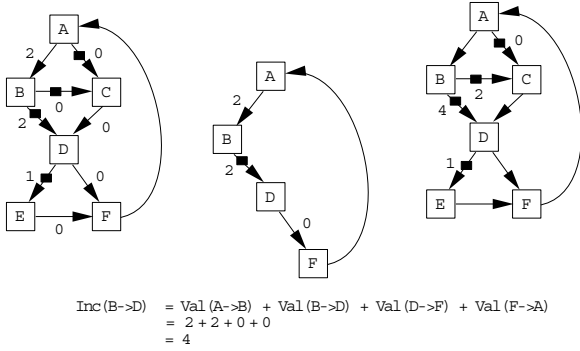 A
2
0
B
C
0
2
0
D
1
0
E
F
0
A
2
B
2
D
0
F
A
0
B
C
2
4
D
1
E
F
Inc(B->D) = Val(A->B) + Val(B->D) + Val(D->F) + Val(F->A)
= 2+2+0+0
= 4